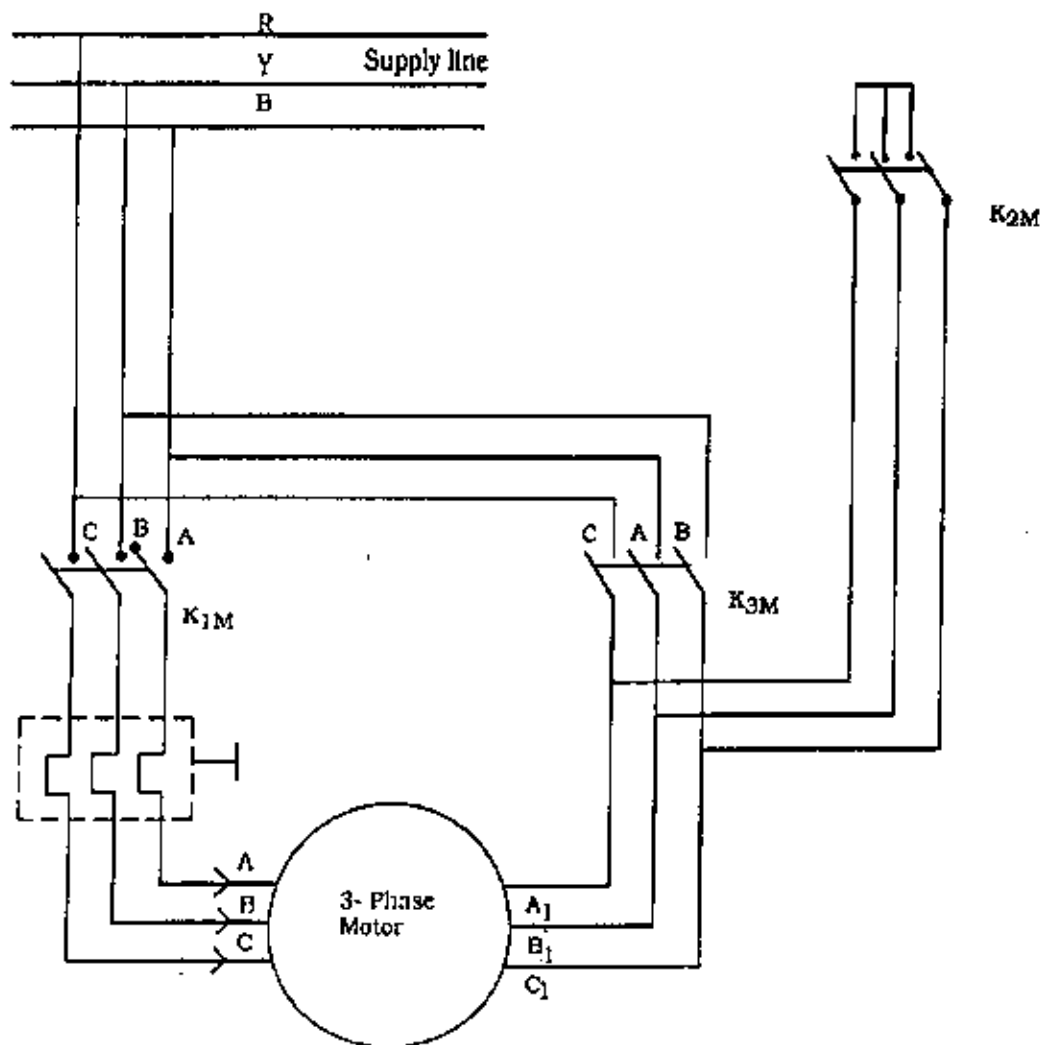 R
Y Supply line
B
K2M
C B A
C A B
K1M
K3M
A
B
C
3- Phase
Motor
A1
B1
C1